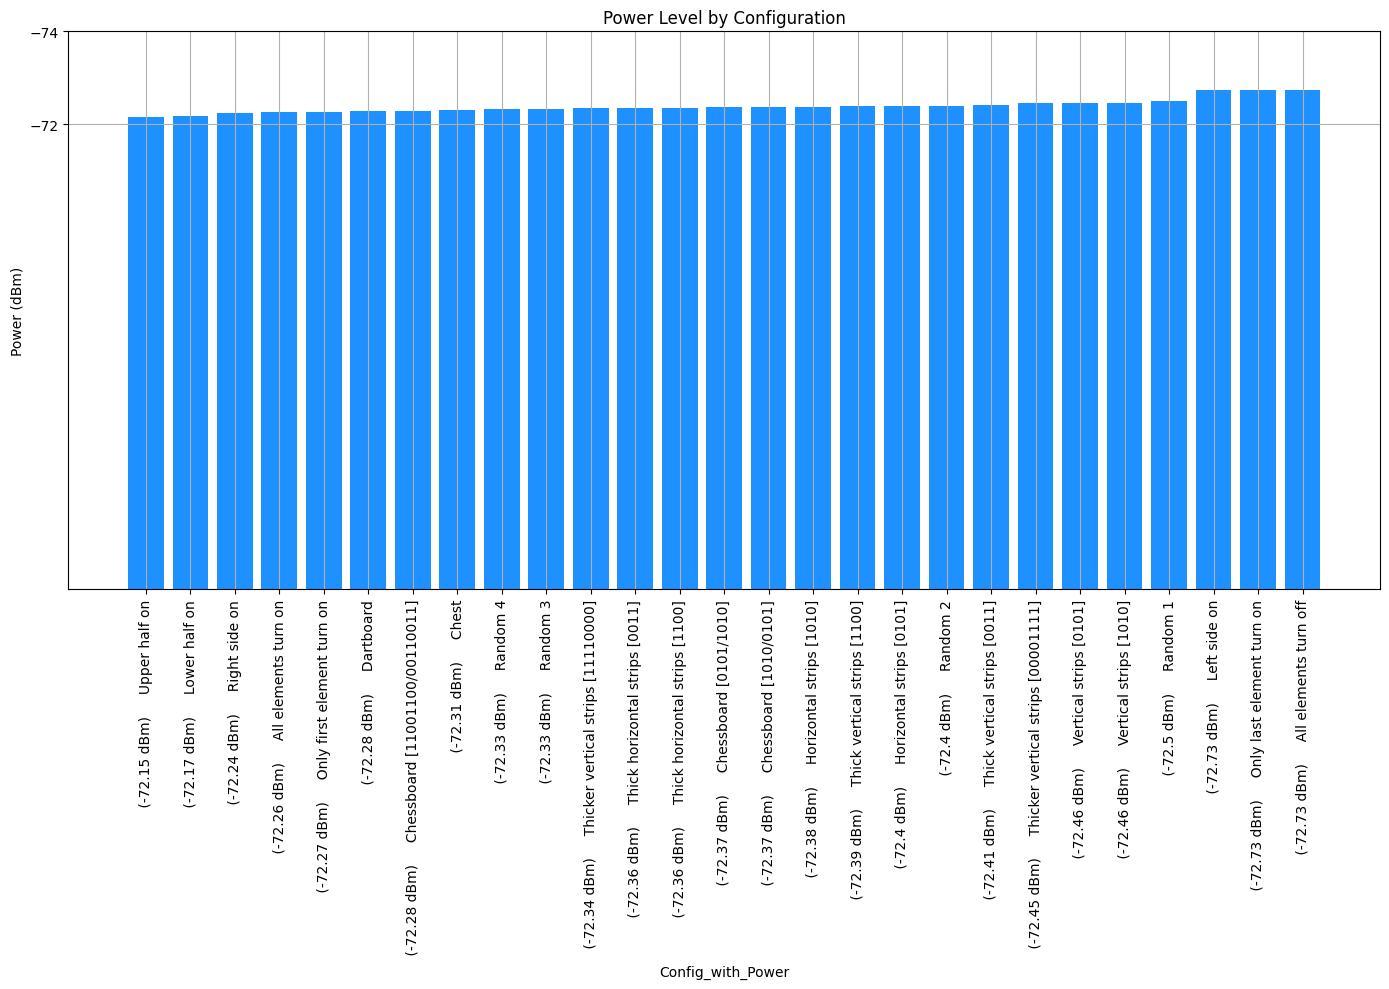 Power Level by Configuration
−74
−72
Power (dBm)
(-72.15 dBm) Upper half on
(-72.17 dBm) Lower half on
(-72.24 dBm) Right side on
(-72.26 dBm) All elements turn on
(-72.27 dBm) Only first element turn on
(-72.28 dBm) Dartboard
(-72.28 dBm) Chessboard [11001100/00110011]
(-72.31 dBm) Chest
(-72.33 dBm) Random 4
(-72.33 dBm) Random 3
(-72.34 dBm) Thicker vertical strips [11110000]
(-72.36 dBm) Thick horizontal strips [0011]
(-72.36 dBm) Thick horizontal strips [1100]
(-72.37 dBm) Chessboard [0101/1010]
(-72.37 dBm) Chessboard [1010/0101]
(-72.38 dBm) Horizontal strips [1010]
(-72.39 dBm) Thick vertical strips [1100]
(-72.4 dBm) Horizontal strips [0101]
(-72.4 dBm) Random 2
(-72.41 dBm) Thick vertical strips [0011]
(-72.45 dBm) Thicker vertical strips [00001111]
(-72.46 dBm) Vertical strips [0101]
(-72.46 dBm) Vertical strips [1010]
(-72.5 dBm) Random 1
(-72.73 dBm) Left side on
(-72.73 dBm) Only last element turn on
(-72.73 dBm) All elements turn off
Config_with_Power